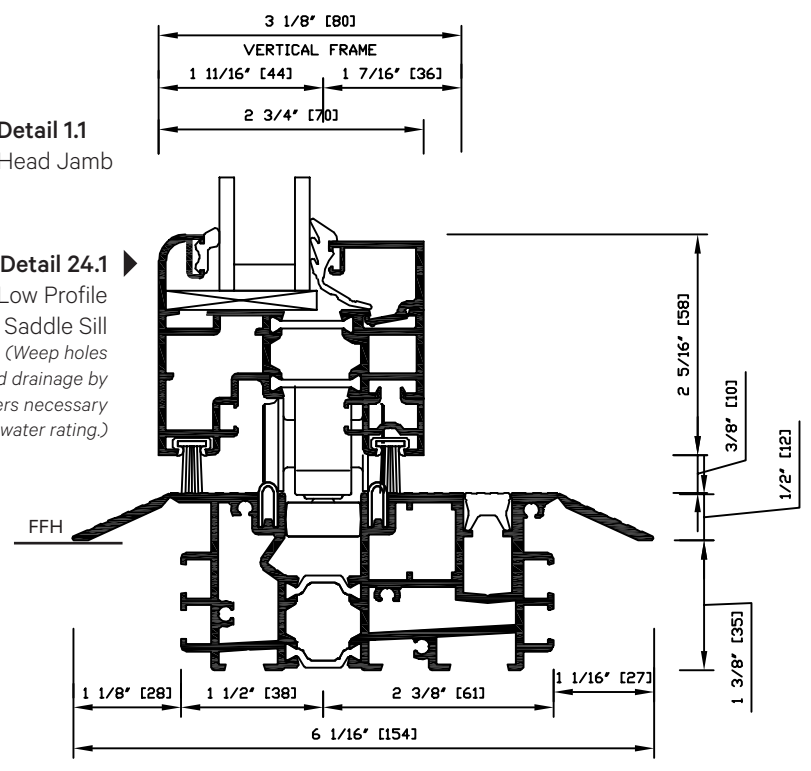 3 1/8″ [80]
VERTICAL FRAME
1 11/16″ [44] 1 7/16″ [36]
2 3/4″ [70]
Detail 1.1
Head Jamb
Detail 24.1
Low Profile
Saddle Sill
(Weep holes
drainage by
necessary
water rating.)
FFH
2 5/16″ [58]
3/8″ [10]
1/2″ [12]
1 3/8″ [35]
1 1/8″ [28] 1 1/2″ [38] 2 3/8″ [61] 1 1/16″ [27]
6 1/16″ [154]